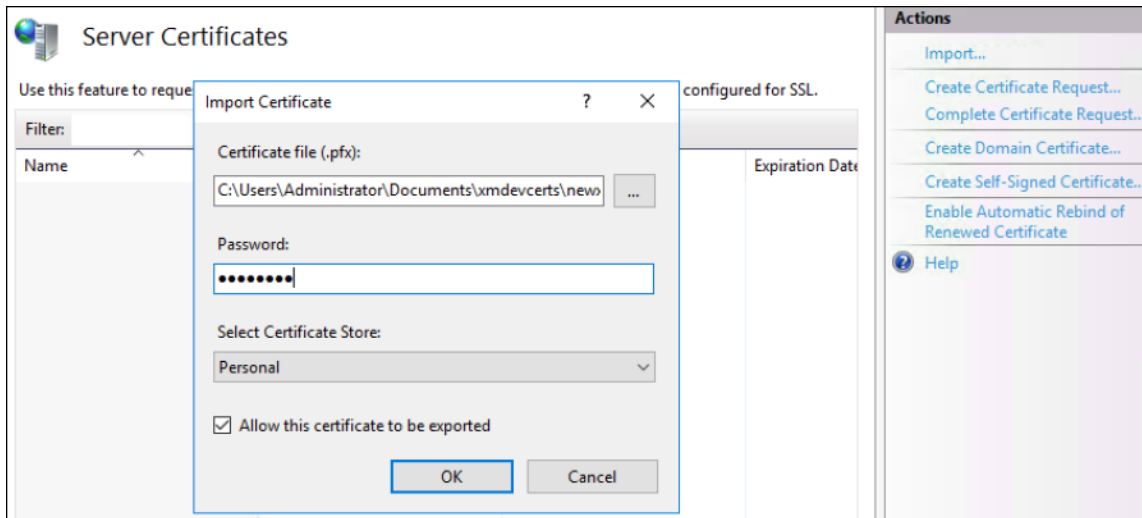 Server Certificates
Use this feature to reque
configured for SSL.
Filter:
Name
Expiration Date
Import Certificate
?
Certificate file (.pfx):
C:\Users\Administrator\Documents\xmdevcerts\new
...
Password:
••••••••
Select Certificate Store:
Personal
Allow this certificate to be exported
OK
Cancel
Actions
Import...
Create Certificate Request...
Complete Certificate Request...
Create Domain Certificate...
Create Self-Signed Certificate...
Enable Automatic Rebind of
Renewed Certificate
Help